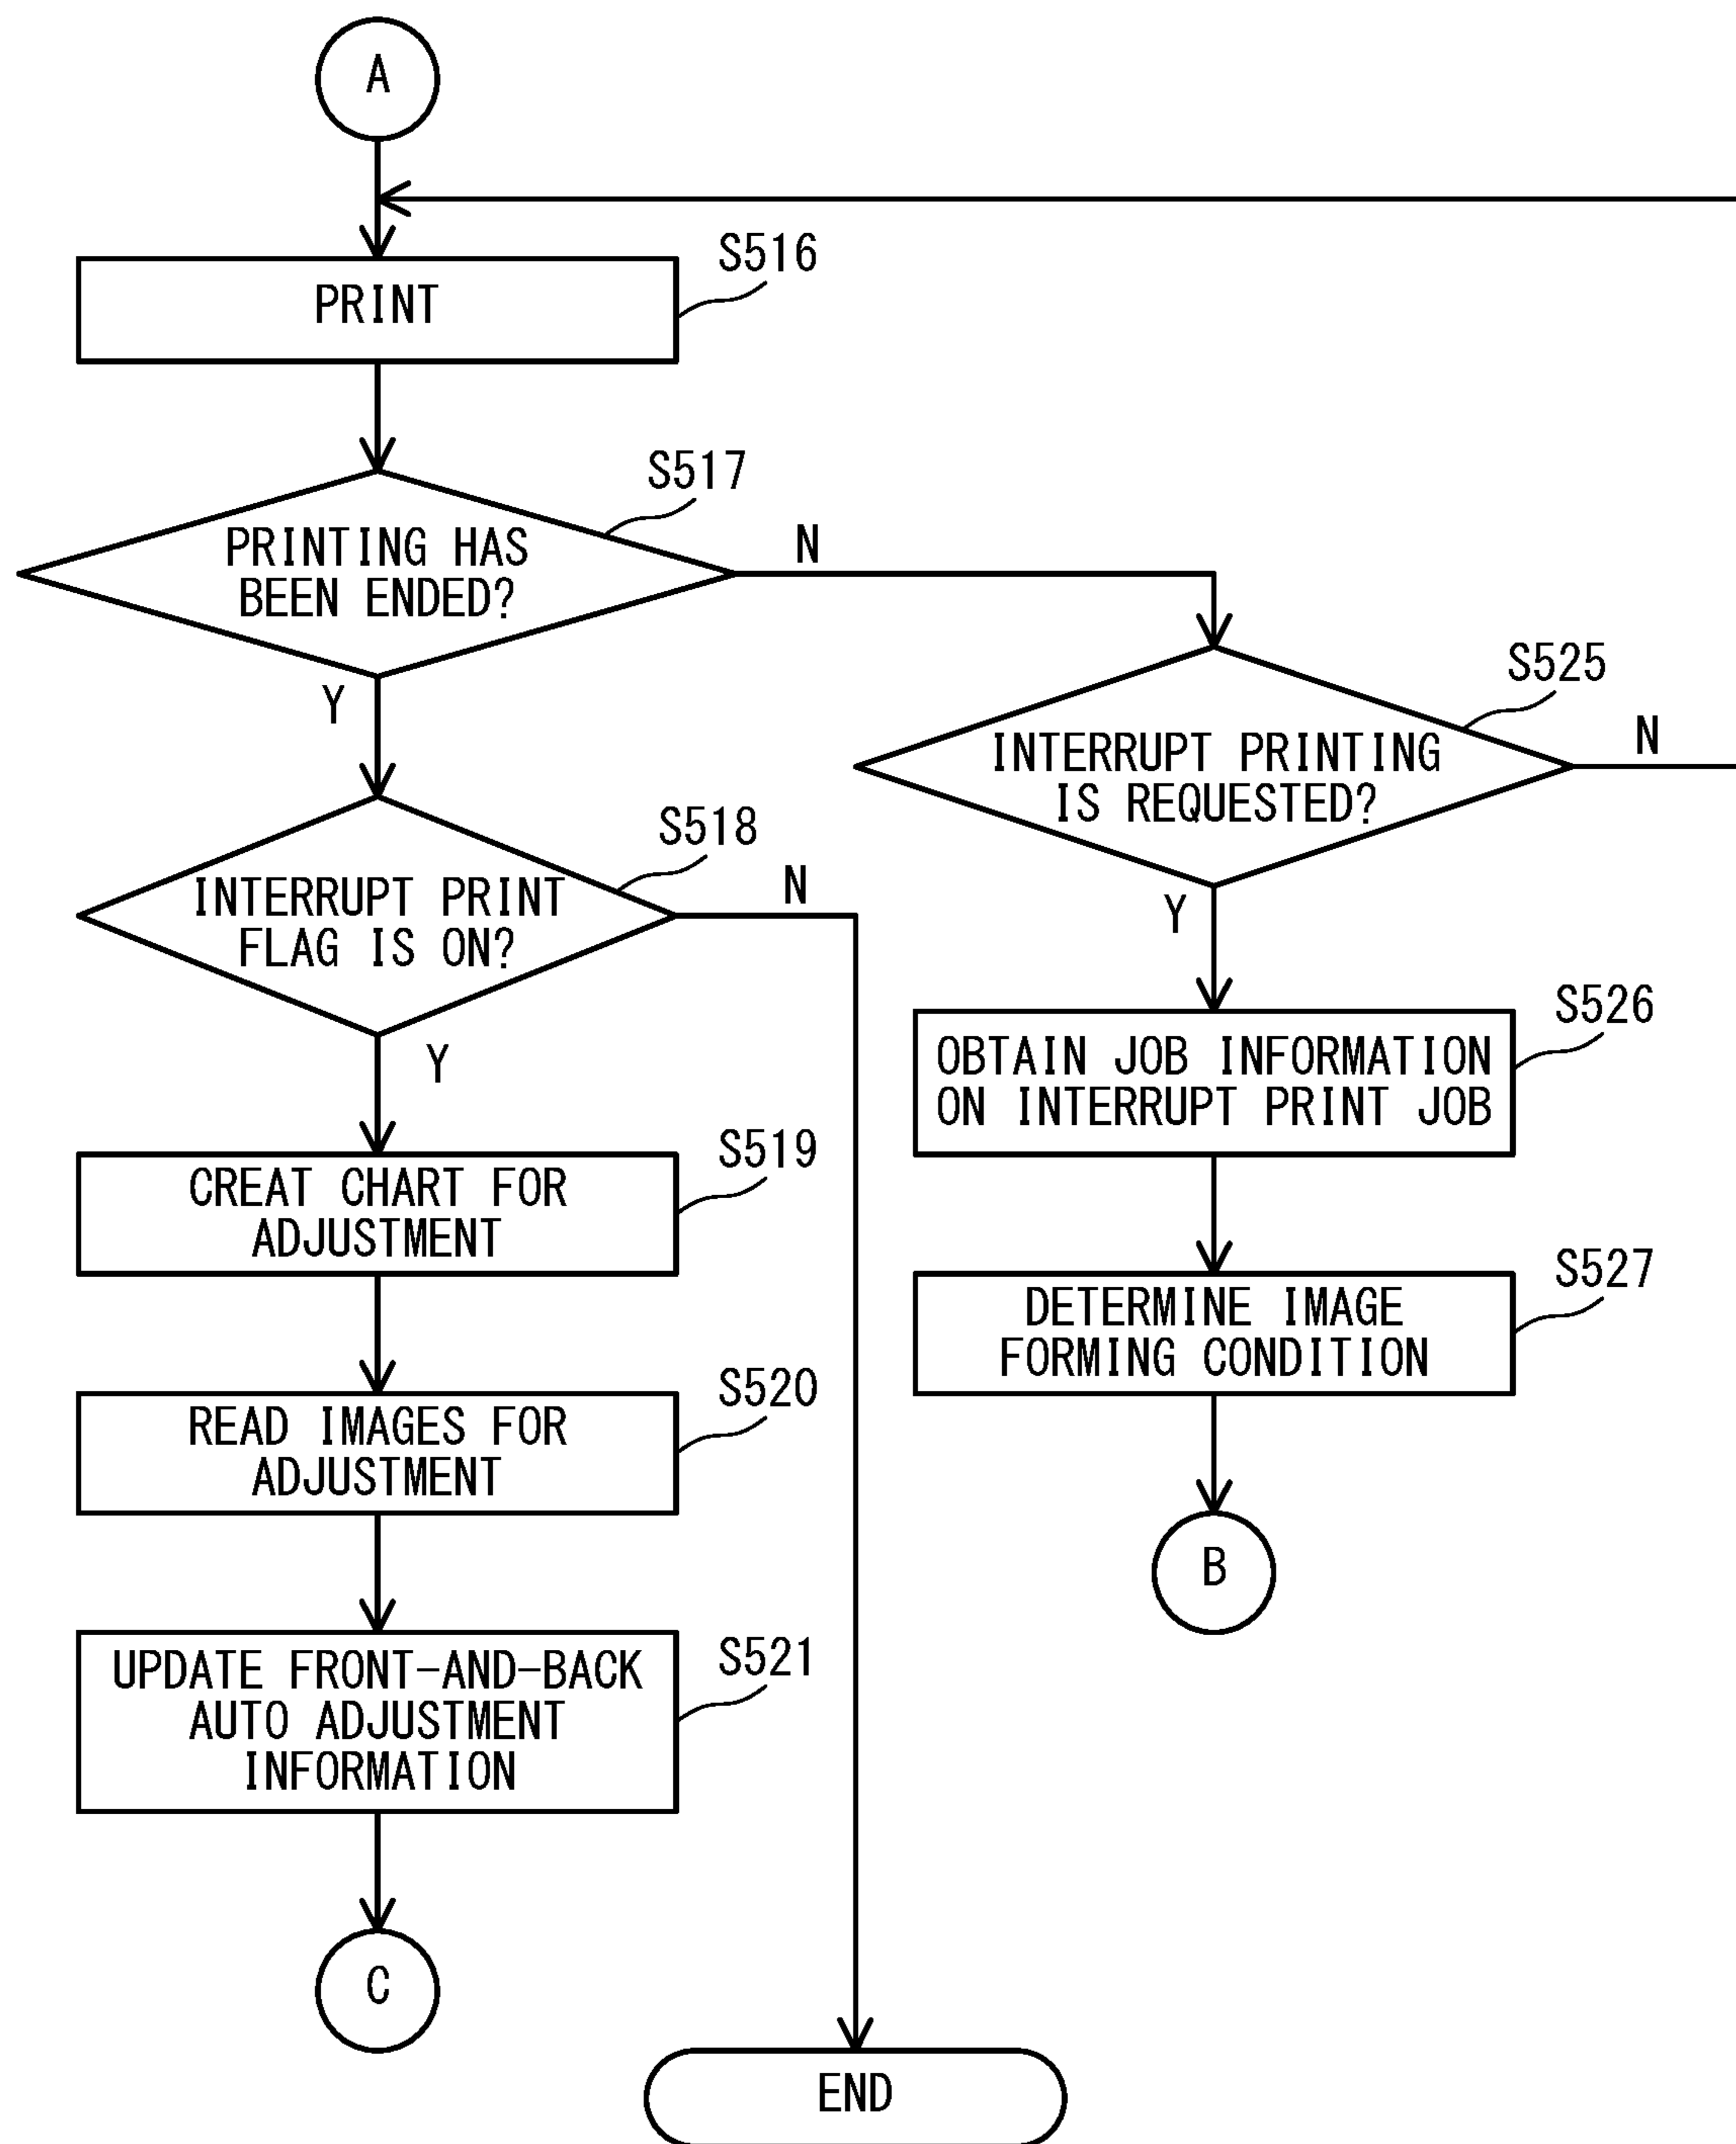 A
S516
PRINT
S517
PRINTING HAS
BEEN ENDED?
N
Y
S525
INTERRUPT PRINTING
IS REQUESTED?
N
Y
S518
INTERRUPT PRINT
FLAG IS ON?
N
Y
S526
OBTAIN JOB INFORMATION
ON INTERRUPT PRINT JOB
S519
CREAT CHART FOR
ADJUSTMENT
S527
DETERMINE IMAGE
FORMING CONDITION
S520
READ IMAGES FOR
ADJUSTMENT
B
S521
UPDATE FRONT-AND-BACK
AUTO ADJUSTMENT
INFORMATION
C
END